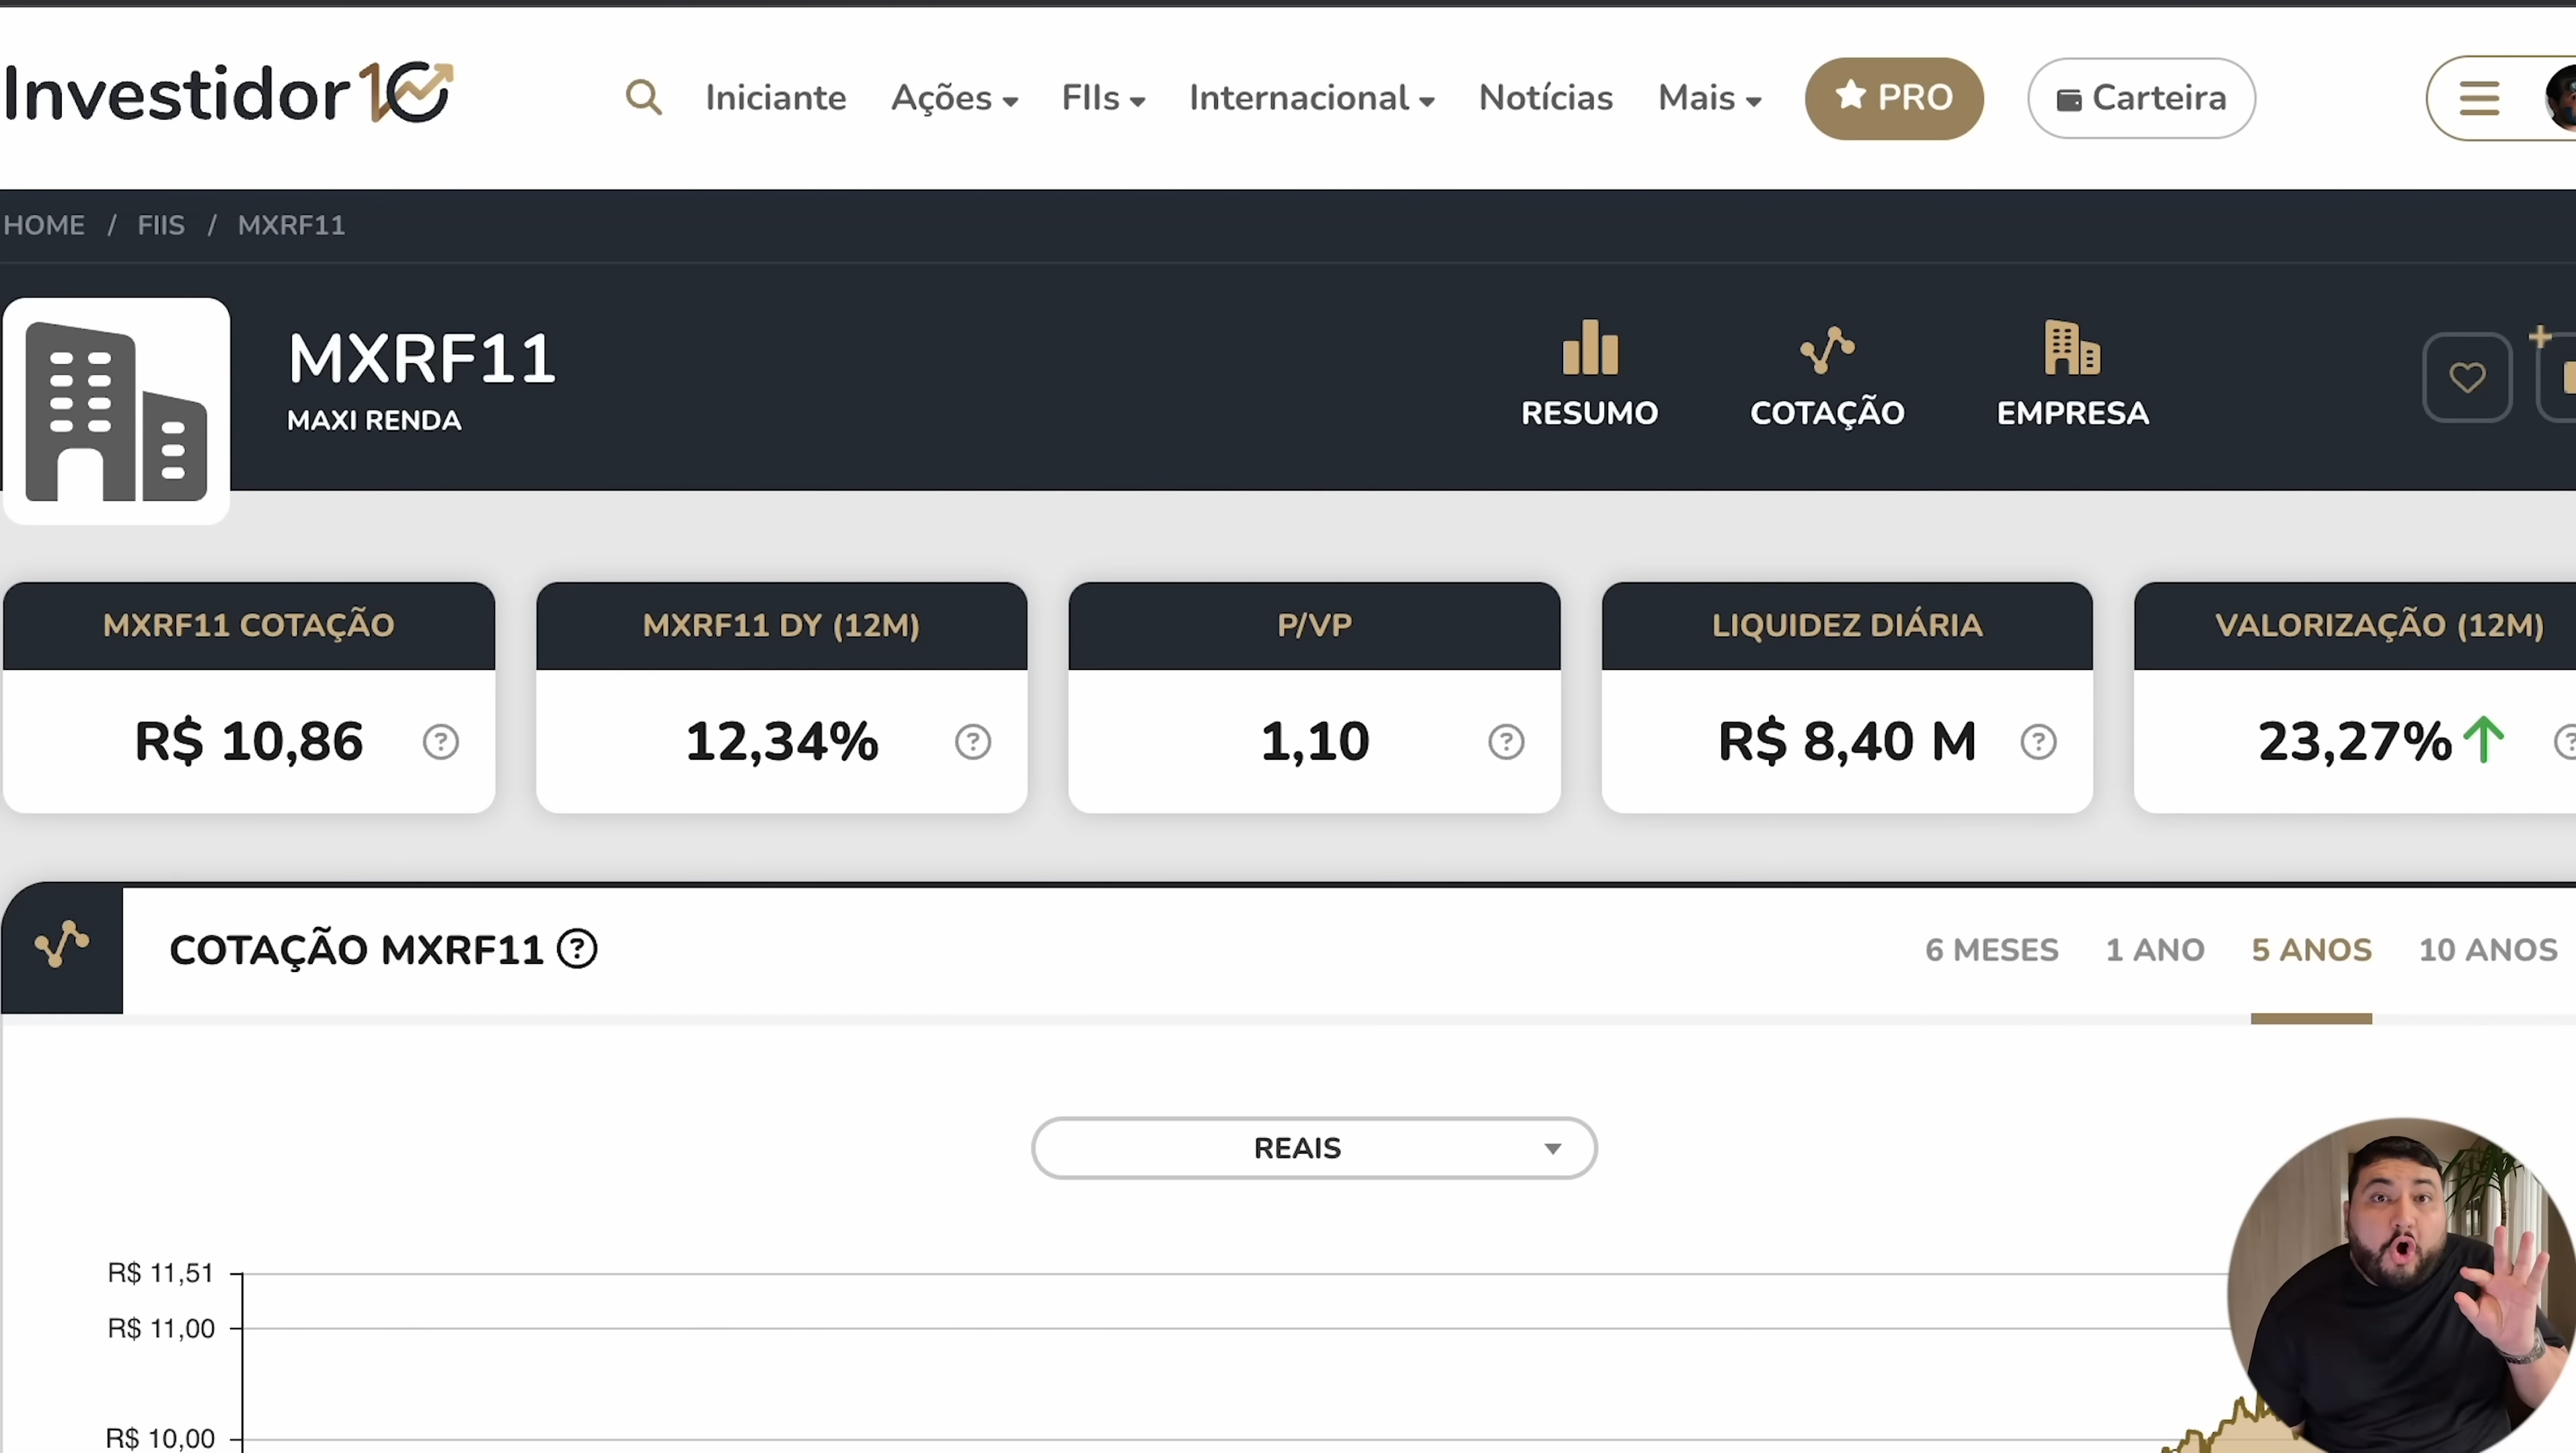 Investidor10
Iniciante Ações FIIs Internacional Notícias Mais PRO Carteira
HOME / FIIS / MXRF11
MXRF11
MAXI RENDA
RESUMO COTAÇÃO EMPRESA
MXRF11 COTAÇÃO
R$ 10,86 ?
MXRF11 DY (12M)
12,34% ?
P/VP
1,10 ?
LIQUIDEZ DIÁRIA
R$ 8,40 M ?
VALORIZAÇÃO (12M)
23,27% ?
COTAÇÃO MXRF11 ?
6 MESES 1 ANO 5 ANOS 10 ANOS
REAIS
R$ 11,51
R$ 11,00
R$ 10,00